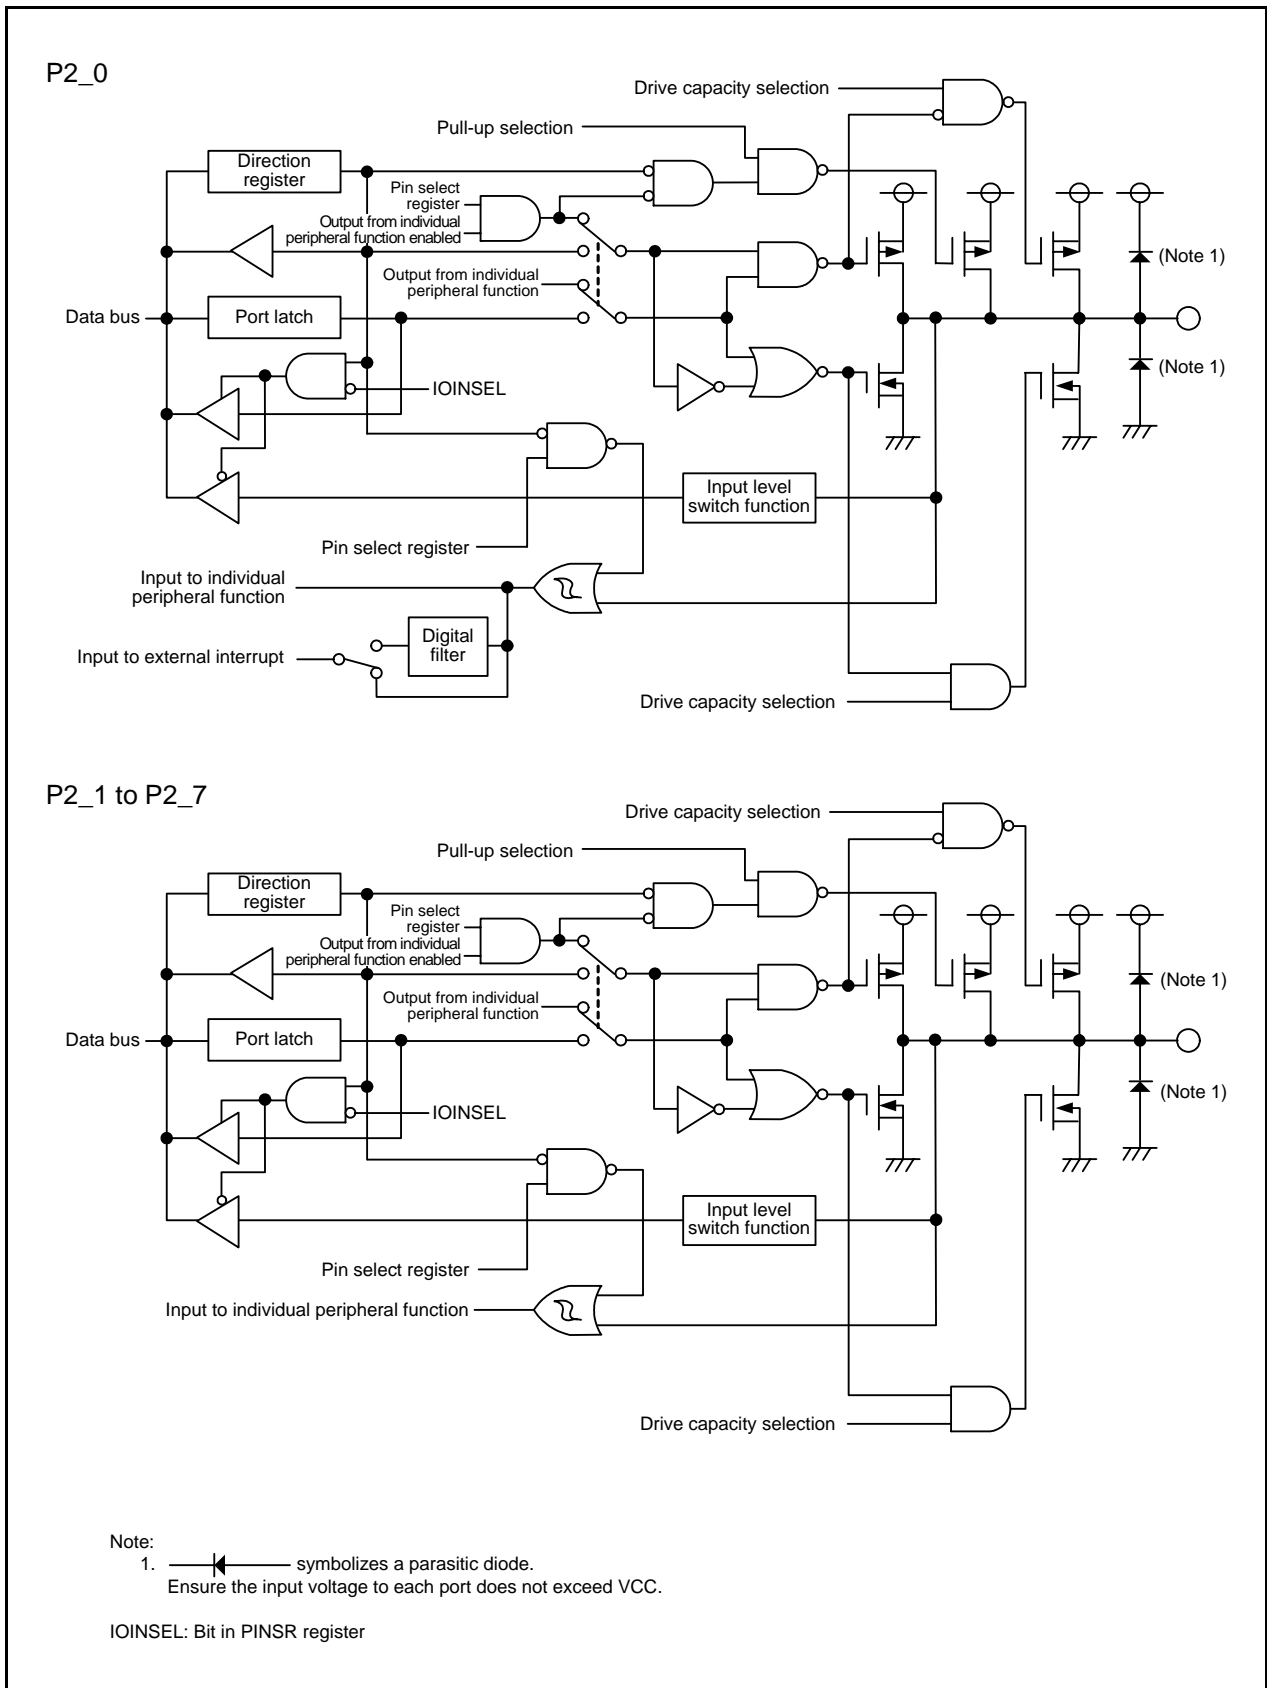 P2_0
Drive capacity selection
Pull-up selection
Direction
register
Pin select
register
Output from individual
peripheral function enabled
Output from individual
peripheral function
(Note 1)
Data bus
Port latch
(Note 1)
IOINSEL
Input level
switch function
Pin select register
Input to individual
peripheral function
Digital
filter
Input to external interrupt
Drive capacity selection
P2_1 to P2_7
Drive capacity selection
Pull-up selection
Direction
register
Pin select
register
Output from individual
peripheral function enabled
Output from individual
peripheral function
(Note 1)
Data bus
Port latch
(Note 1)
IOINSEL
Input level
switch function
Pin select register
Input to individual peripheral function
Drive capacity selection
Note:
1. symbolizes a parasitic diode.
Ensure the input voltage to each port does not exceed VCC.
IOINSEL: Bit in PINSR register